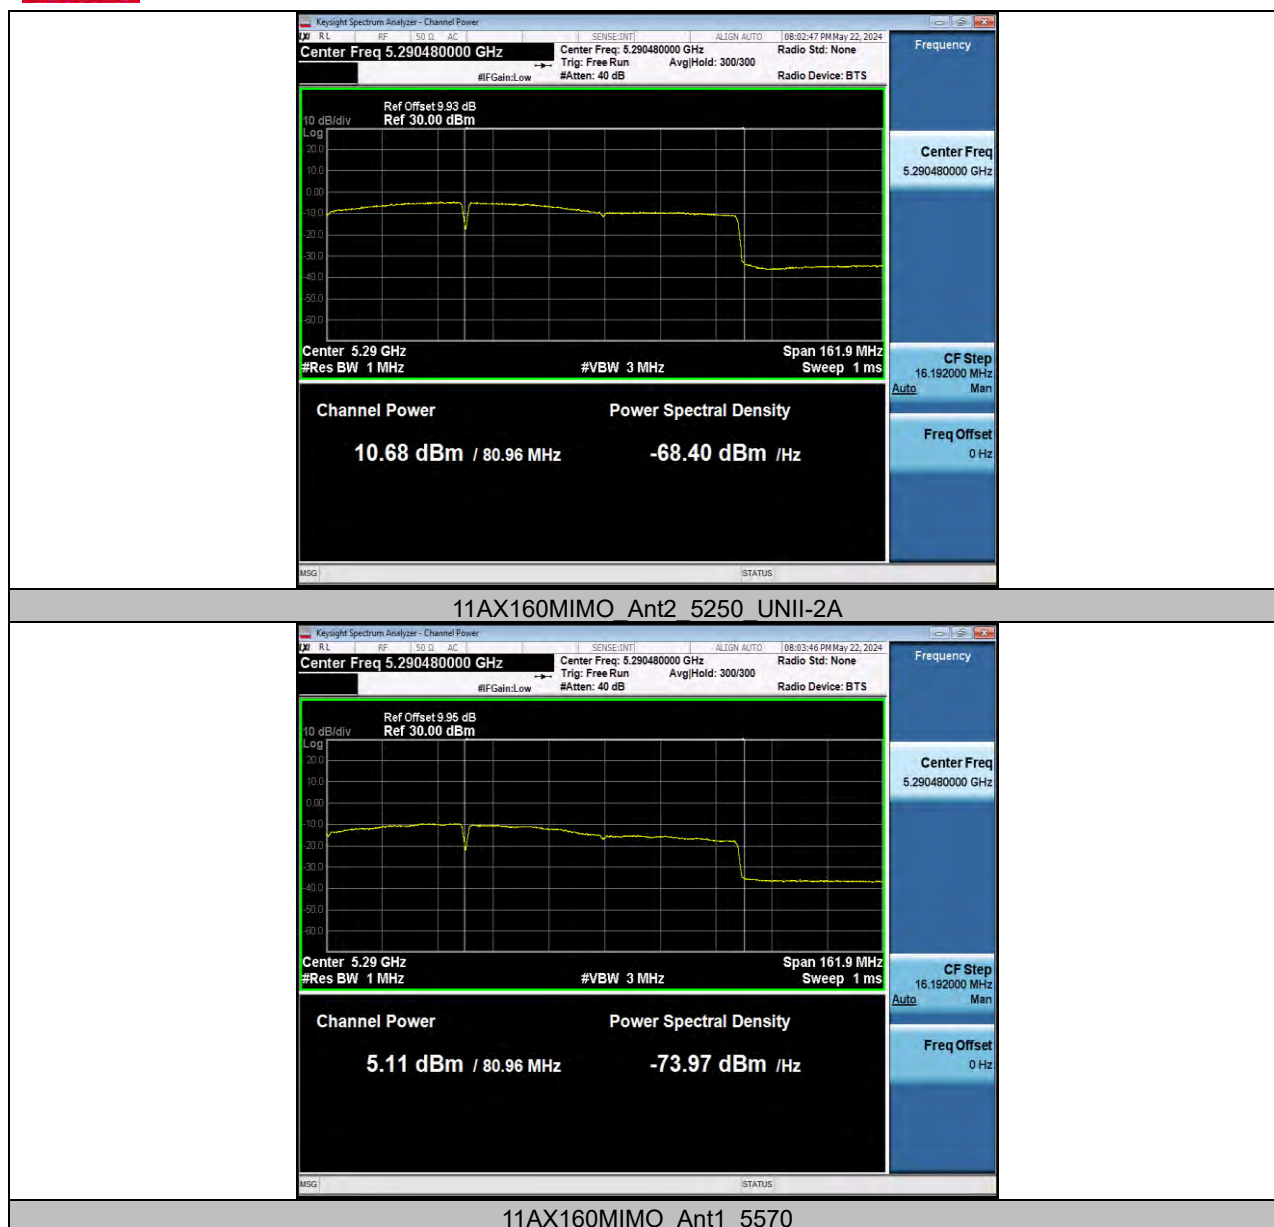 Keysight Spectrum Analyzer - Channel Power
LXI RL RF 50 Ω AC SENSE:INT ALIGN AUTO 08:02:47 PM May 22, 2024
Center Freq 5.290480000 GHz
Center Freq: 5.290480000 GHz Radio Std: None
Trig: Free Run Avg|Hold: 300/300
#IFGain:Low #Atten: 40 dB Radio Device: BTS
Frequency
Ref Offset 9.93 dB
10 dB/div Ref 30.00 dBm
Log
20.0
10.0
0.00
-10.0
-20.0
-30.0
-40.0
-50.0
-60.0
Center Freq
5.290480000 GHz
Center 5.29 GHz Span 161.9 MHz
#Res BW 1 MHz #VBW 3 MHz Sweep 1 ms
CF Step
16.192000 MHz
Auto Man
Channel Power Power Spectral Density
10.68 dBm / 80.96 MHz -68.40 dBm /Hz
Freq Offset
0 Hz
MSG STATUS
11AX160MIMO_Ant2_5250_UNII-2A
Keysight Spectrum Analyzer - Channel Power
LXI RL RF 50 Ω AC SENSE:INT ALIGN AUTO 08:03:46 PM May 22, 2024
Center Freq 5.290480000 GHz
Center Freq: 5.290480000 GHz Radio Std: None
Trig: Free Run Avg|Hold: 300/300
#IFGain:Low #Atten: 40 dB Radio Device: BTS
Frequency
Ref Offset 9.95 dB
10 dB/div Ref 30.00 dBm
Log
20.0
10.0
0.00
-10.0
-20.0
-30.0
-40.0
-50.0
-60.0
Center Freq
5.290480000 GHz
Center 5.29 GHz Span 161.9 MHz
#Res BW 1 MHz #VBW 3 MHz Sweep 1 ms
CF Step
16.192000 MHz
Auto Man
Channel Power Power Spectral Density
5.11 dBm / 80.96 MHz -73.97 dBm /Hz
Freq Offset
0 Hz
MSG STATUS
11AX160MIMO_Ant1_5570